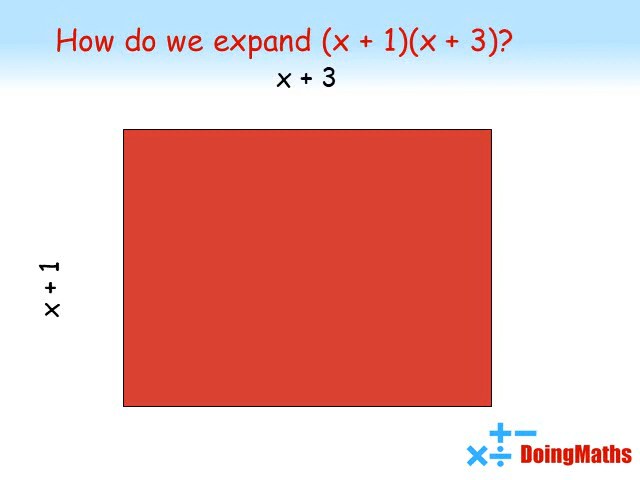 How do we expand (x + 1)(x + 3)?
x + 3
x + 1
DoingMaths